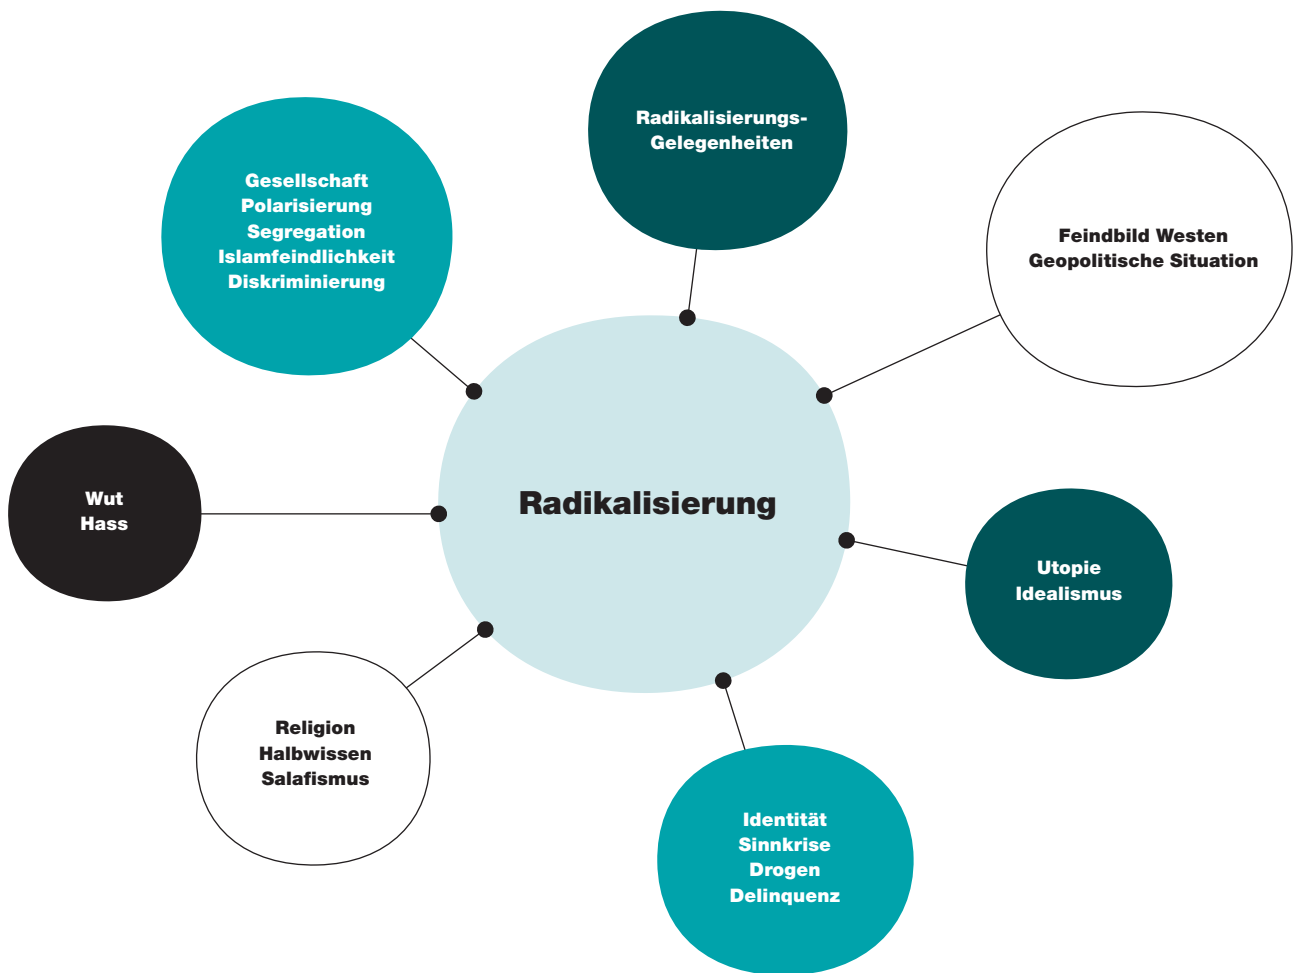 Radikalisierungs-
Gelegenheiten
Gesellschaft
Polarisierung
Segregation
Islamfeindlichkeit
Diskriminierung
Feindbild Westen
Geopolitische Situation
Wut
Hass
Radikalisierung
Utopie
Idealismus
Religion
Halbwissen
Salafismus
Identität
Sinnkrise
Drogen
Delinquenz